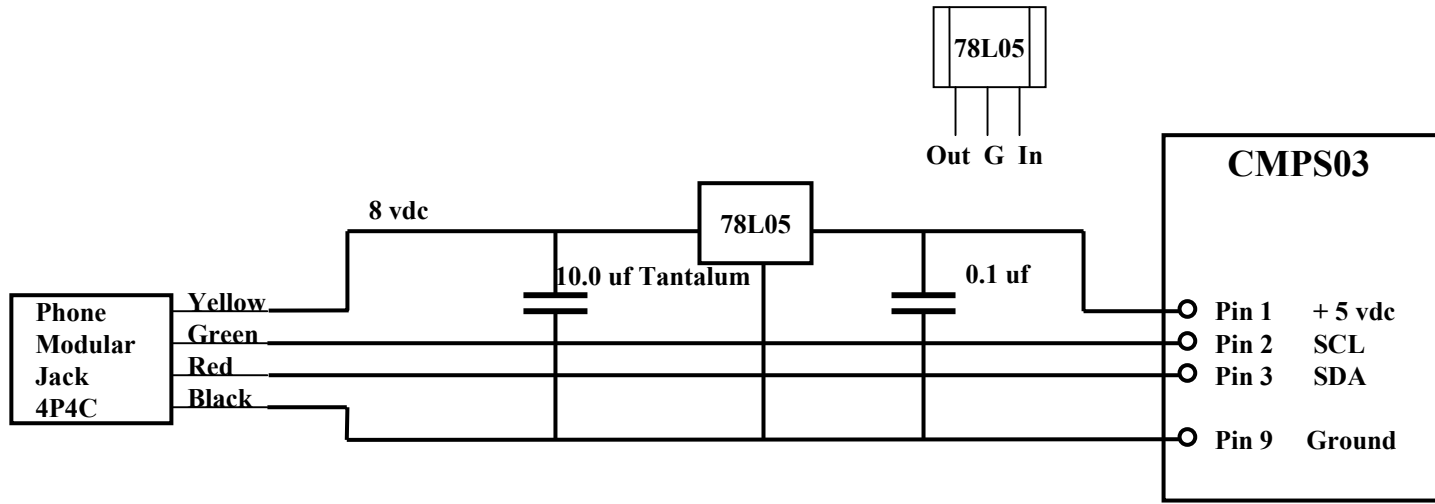 78L05
Out G In
CMPS03
8 vdc
78L05
10.0 uf Tantalum
0.1 uf
Phone
Modular
Jack
4P4C
Yellow
Green
Red
Black
Pin 1 + 5 vdc
Pin 2 SCL
Pin 3 SDA
Pin 9 Ground